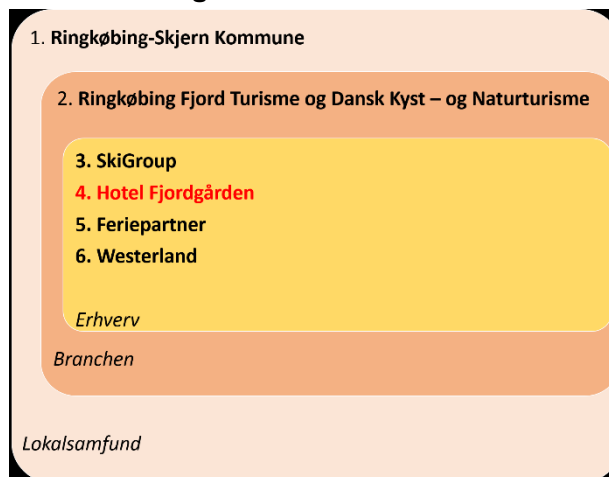 1. Ringkøbing-Skjern Kommune
2. Ringkøbing Fjord Turisme og Dansk Kyst – og Naturturisme
3. SkiGroup
4. Hotel Fjordgården
5. Feriepartner
6. Westerland
Erhverv
Branchen
Lokalsamfund